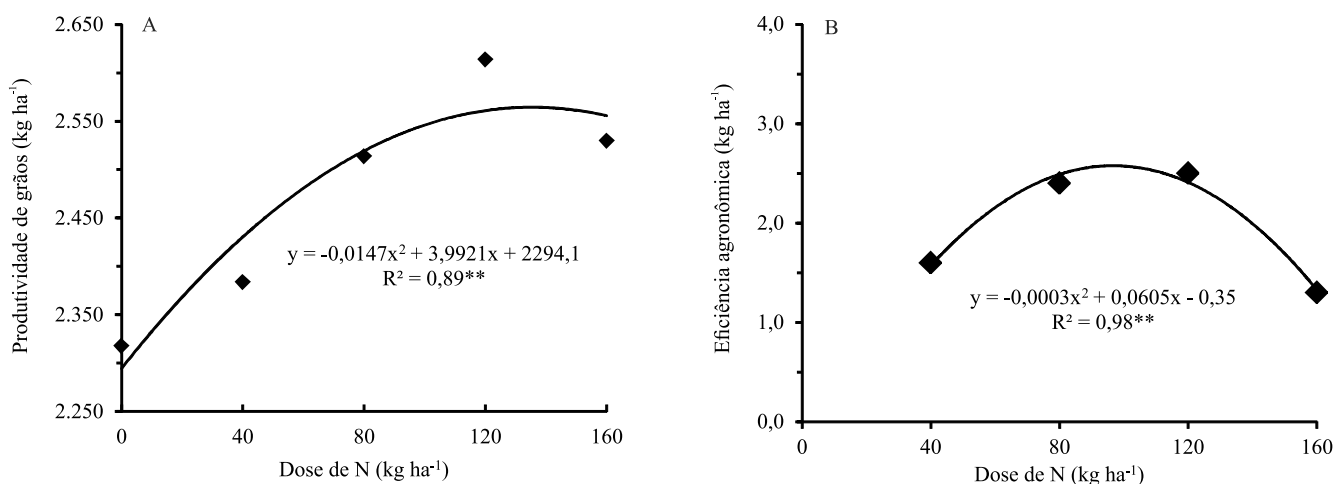 A
2.650
2.550
2.450
2.350
2.250
Produtividade de grãos (kg ha⁻¹)
y = -0,0147x² + 3,9921x + 2294,1
R² = 0,89**
0 40 80 120 160
Dose de N (kg ha⁻¹)
B
4,0
3,0
2,0
1,0
0,0
Eficiência agronômica (kg ha⁻¹)
y = -0,0003x² + 0,0605x - 0,35
R² = 0,98**
0 40 80 120 160
Dose de N (kg ha⁻¹)